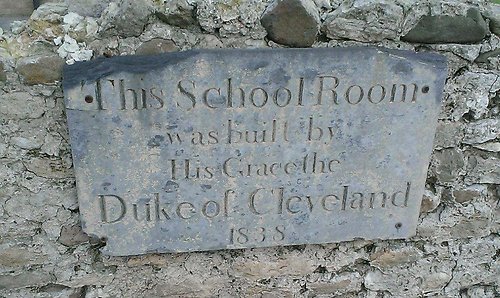 This School Room
was built by
His Grace the
Duke of Cleveland
1838